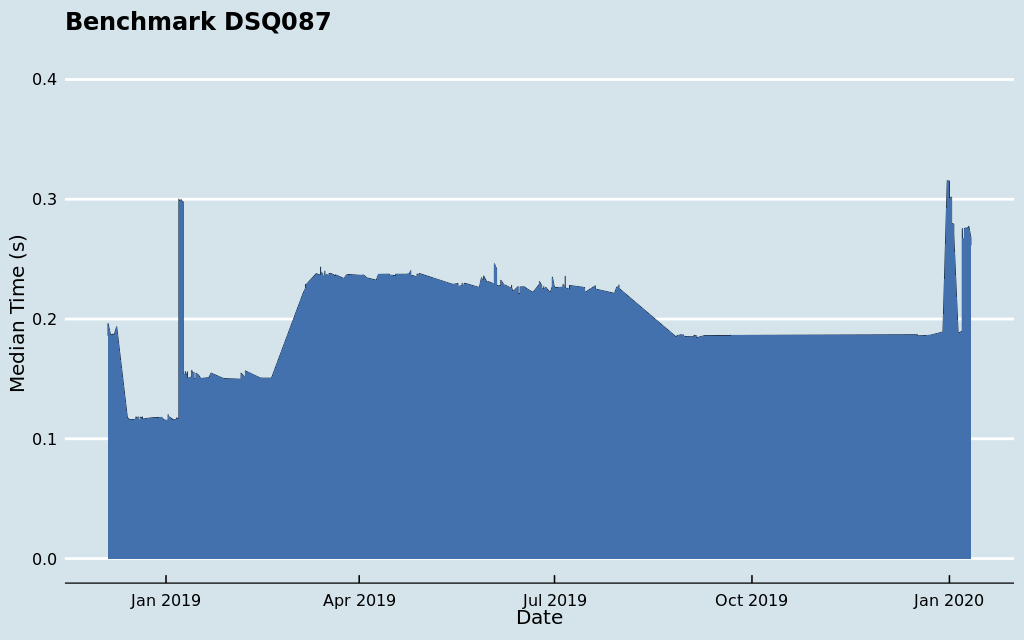 Benchmark DSQ087
0.4
0.3
0.2
0.1
0.0
Median Time (s)
Jan 2019
Apr 2019
Jul 2019
Oct 2019
Jan 2020
Date